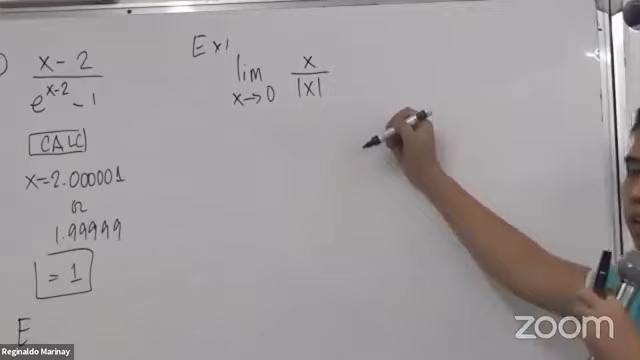 x - 2
e^x-2 - 1
CALC
x=2.000001
or
1.99999
= 1
E
Ex1
lim x
x→0 |x|
zoom
Reginaldo Marinay